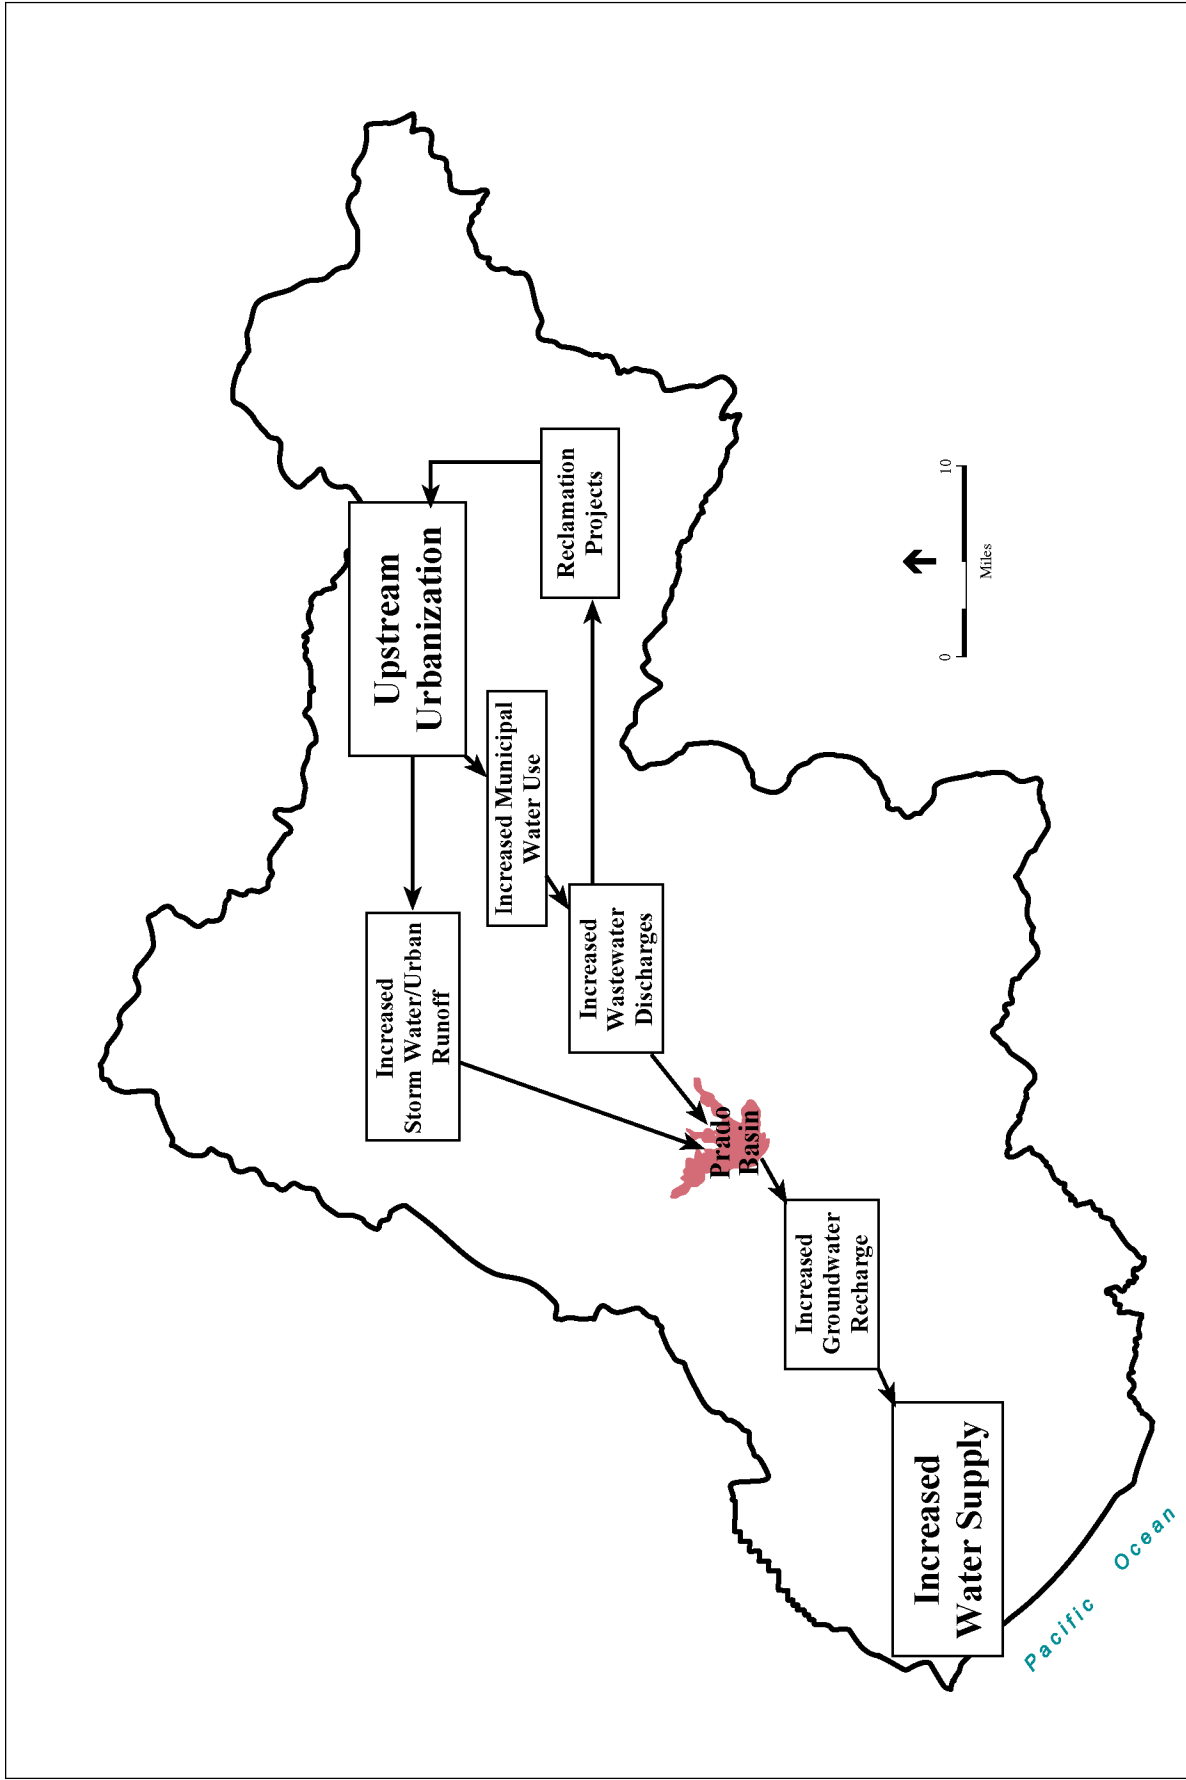 Upstream
Urbanization
Increased
Storm Water/Urban
Runoff
Increased Municipal
Water Use
Reclamation
Projects
Increased
Wastewater
Discharges
Prado
Basin
Increased
Groundwater
Recharge
Increased
Water Supply
Pacific Ocean
0 10
Miles